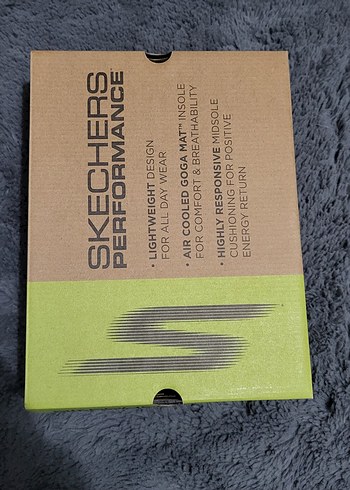 SKECHERS
PERFORMANCE™
• LIGHTWEIGHT DESIGN
FOR ALL DAY WEAR
• AIR COOLED GOGA MAT™ INSOLE
FOR COMFORT & BREATHABILITY
• HIGHLY RESPONSIVE MIDSOLE
CUSHIONING FOR POSITIVE
ENERGY RETURN